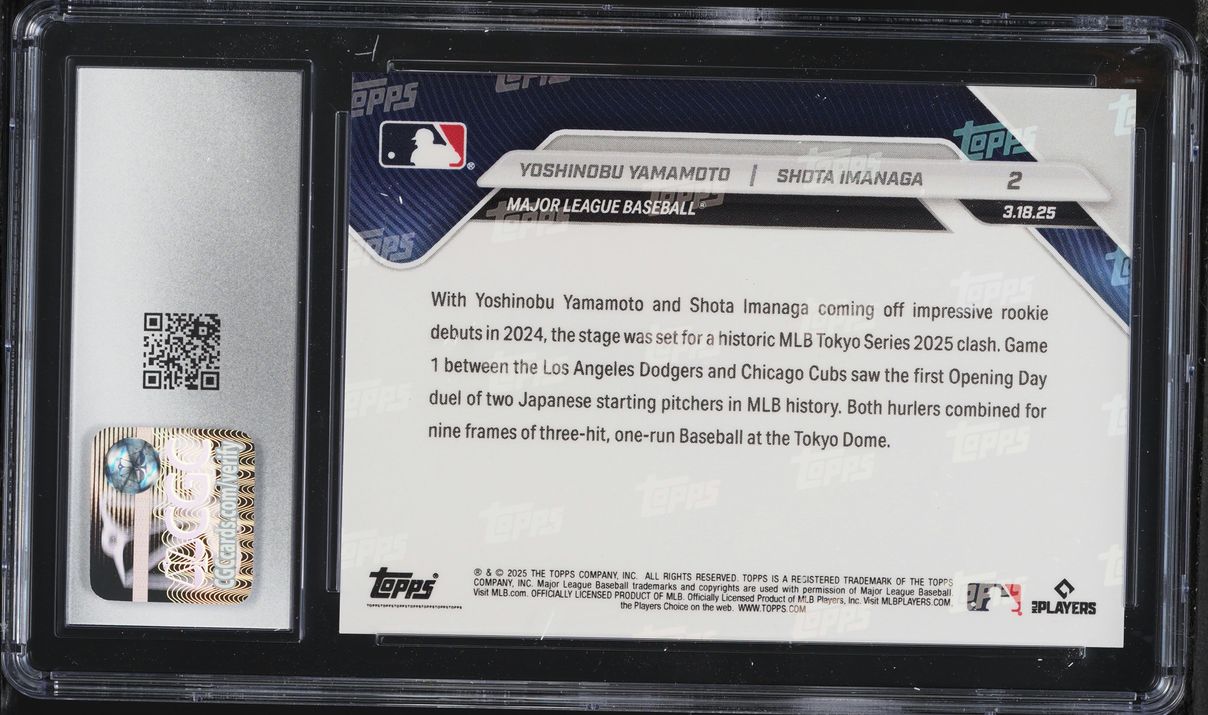 YOSHINOBU YAMAMOTO | SHOTA IMANAGA 2
MAJOR LEAGUE BASEBALL® 3.18.25
With Yoshinobu Yamamoto and Shota Imanaga coming off impressive rookie
debuts in 2024, the stage was set for a historic MLB Tokyo Series 2025 clash. Game
1 between the Los Angeles Dodgers and Chicago Cubs saw the first Opening Day
duel of two Japanese starting pitchers in MLB history. Both hurlers combined for
nine frames of three-hit, one-run Baseball at the Tokyo Dome.
CGC
CGCcards.com/verify
Topps®
TOPPSTOPPSTOPPSTOPPSTOPPSTOPPSTOPPS
® & © 2025 THE TOPPS COMPANY, INC. ALL RIGHTS RESERVED. TOPPS IS A REGISTERED TRADEMARK OF THE TOPPS
COMPANY, INC. Major League Baseball trademarks and copyrights are used with permission of Major League Baseball.
Visit MLB.com. OFFICIALLY LICENSED PRODUCT OF MLB. Officially Licensed Product of MLB Players, Inc. Visit MLBPLAYERS.COM,
the Players Choice on the web. WWW.TOPPS.COM
MLB PLAYERS